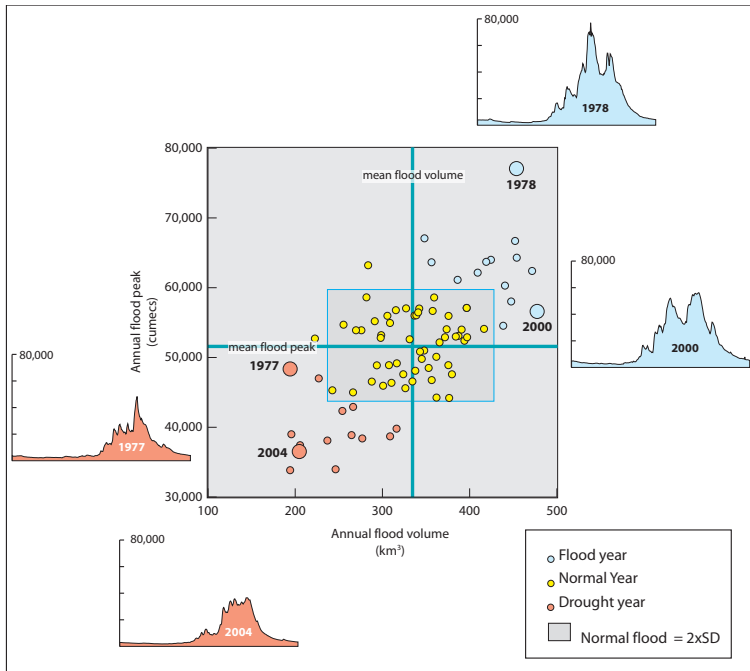 80,000
1978
80,000
mean flood volume
1978
70,000
80,000
60,000
2000
Annual flood peak
(cumecs)
2000
50,000
mean flood peak
1977
80,000
1977
40,000
2004
30,000
100
200
300
400
500
Annual flood volume
(km³)
80,000
2004
Flood year
Normal Year
Drought year
Normal flood = 2xSD